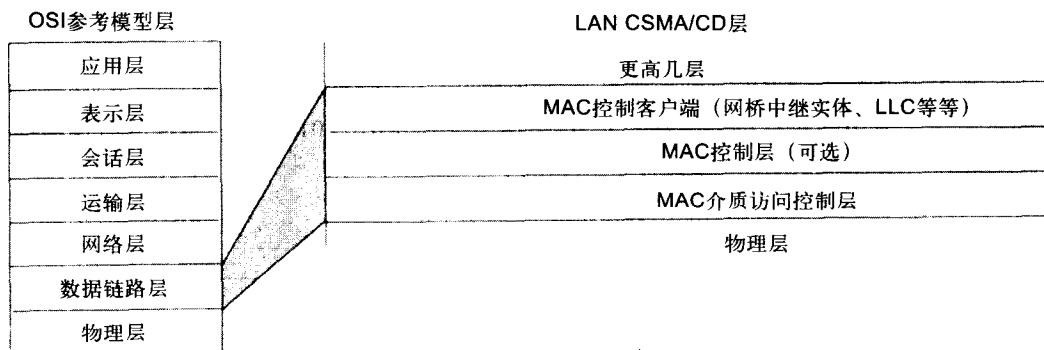 OSI参考模型层
应用层
表示层
会话层
运输层
网络层
数据链路层
物理层
LAN CSMA/CD层
更高几层
MAC控制客户端（网桥中继实体、LLC等等）
MAC控制层（可选）
MAC介质访问控制层
物理层